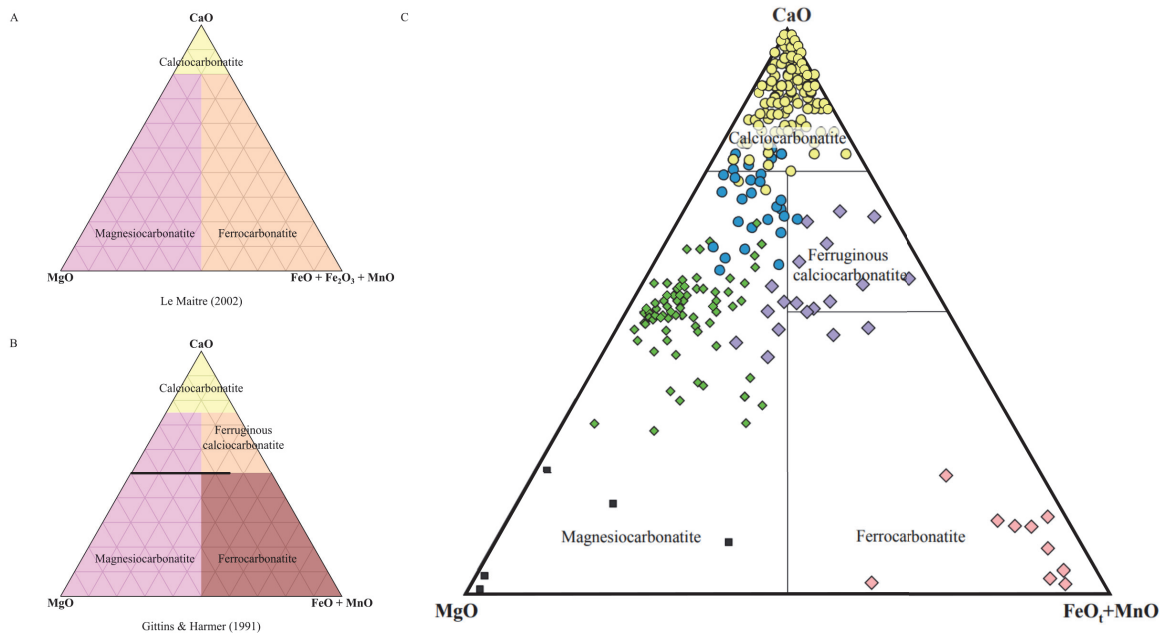 A
CaO
Calciocarbonatite
Magnesiocarbonatite
Ferrocarbonatite
MgO
FeO + Fe₂O₃ + MnO
Le Maitre (2002)
B
CaO
Calciocarbonatite
Ferruginous
calciocarbonatite
Magnesiocarbonatite
Ferrocarbonatite
MgO
FeO + MnO
Gittins & Harmer (1991)
C
CaO
Calciocarbonatite
Ferruginous
calciocarbonatite
Magnesiocarbonatite
Ferrocarbonatite
MgO
FeOₜ+MnO